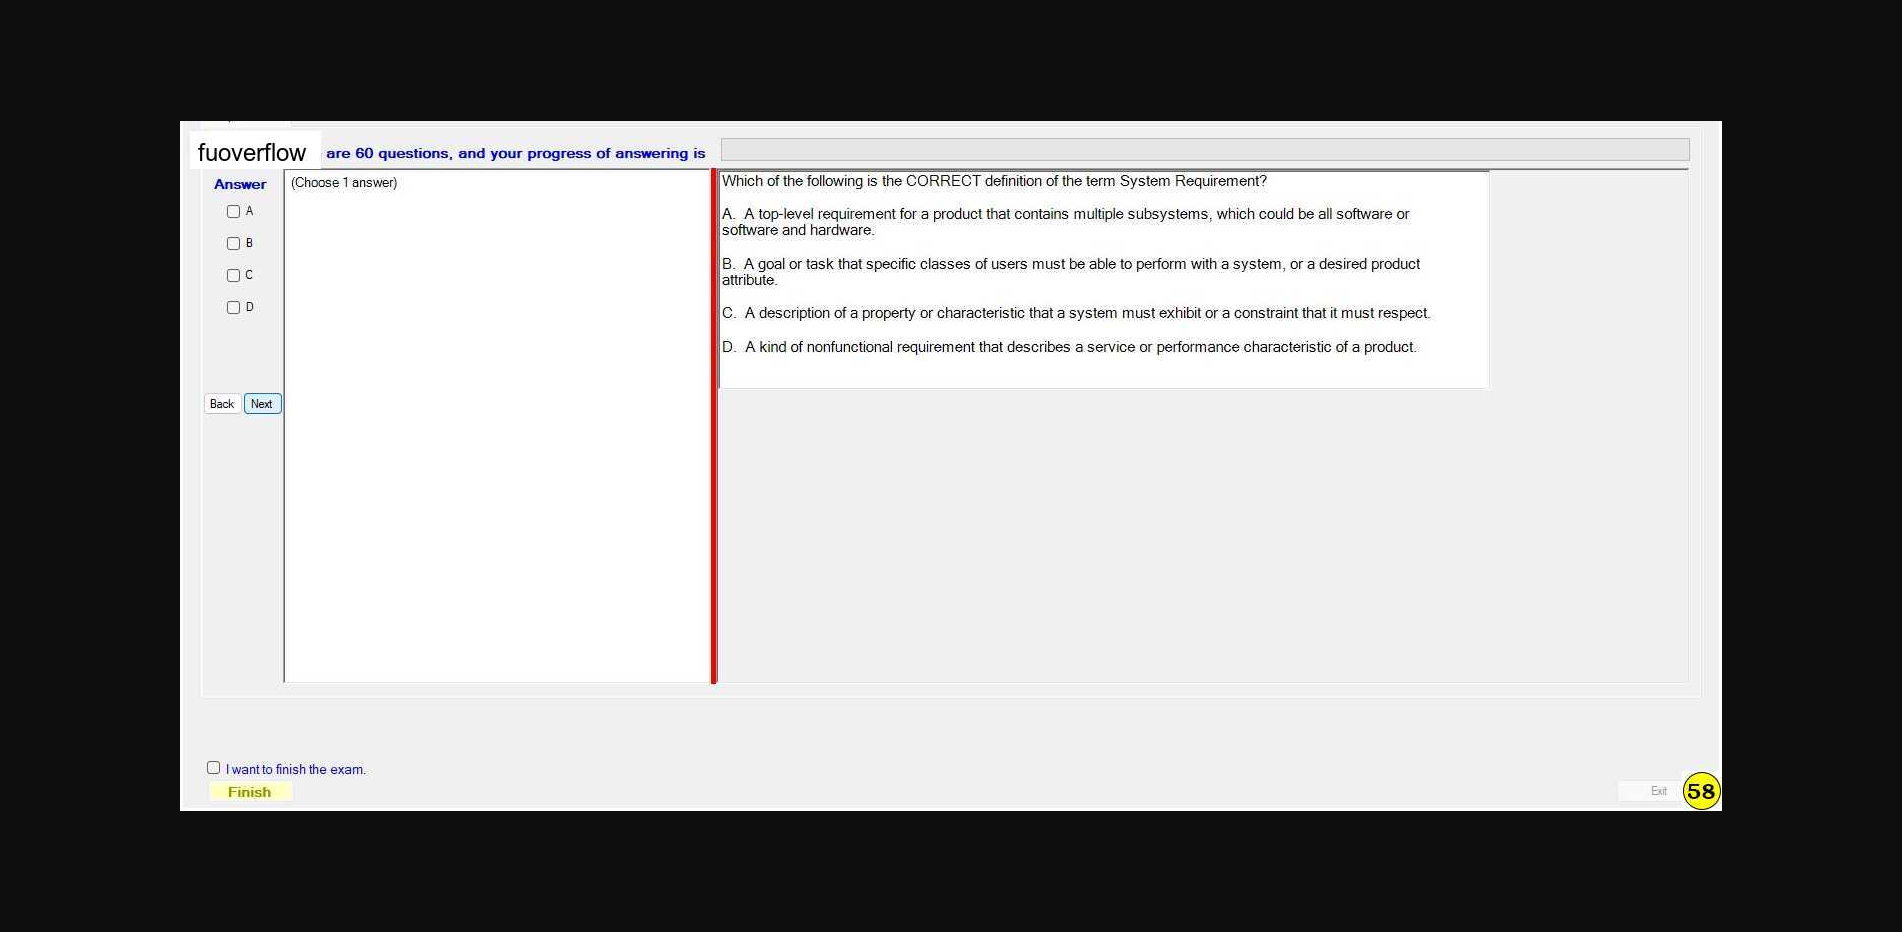 fuoverflow are 60 questions, and your progress of answering is
Answer
(Choose 1 answer)
A
B
C
D
Back Next
Which of the following is the CORRECT definition of the term System Requirement?
A. A top-level requirement for a product that contains multiple subsystems, which could be all software or
software and hardware.
B. A goal or task that specific classes of users must be able to perform with a system, or a desired product
attribute.
C. A description of a property or characteristic that a system must exhibit or a constraint that it must respect.
D. A kind of nonfunctional requirement that describes a service or performance characteristic of a product.
I want to finish the exam.
Finish
Exit
58